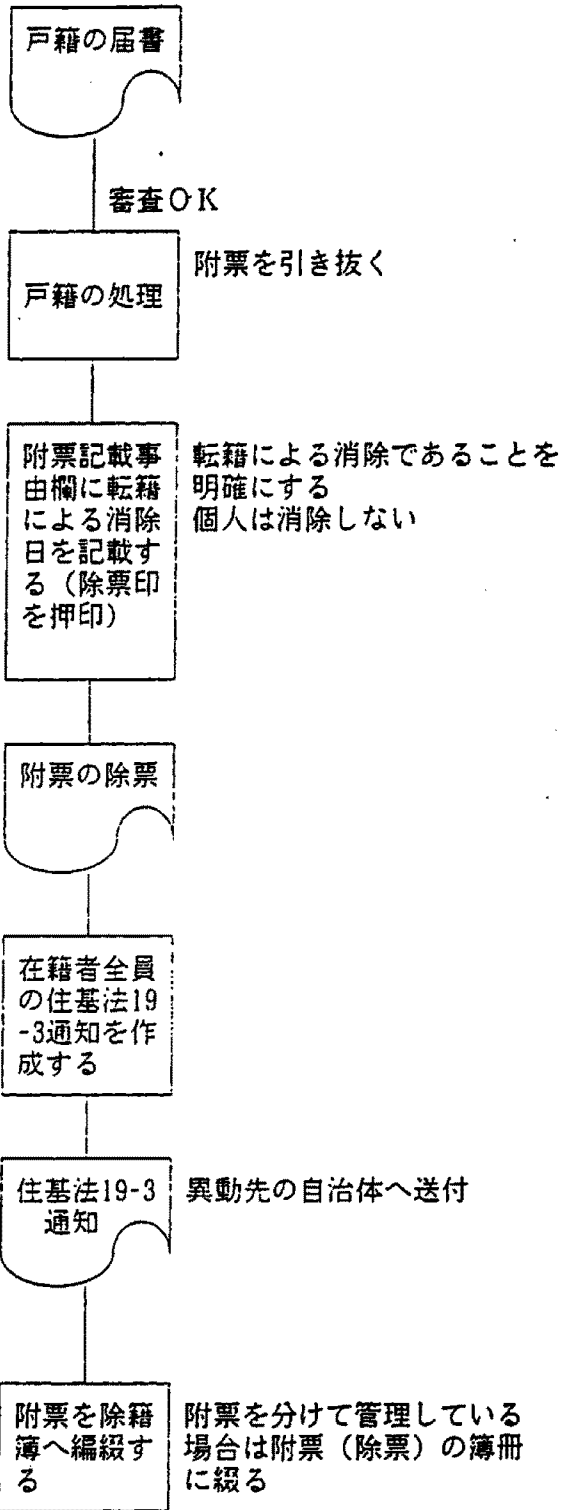 戸籍の届書
審査OK
戸籍の処理
附票を引き抜く
附票記載事
由欄に転籍
による消除
日を記載す
る（除票印
を押印）
転籍による消除であることを
明確にする
個人は消除しない
附票の除票
在籍者全員
の住基法19
-3通知を作
成する
住基法19-3
通知
異動先の自治体へ送付
附票を除籍
簿へ編綴す
る
附票を分けて管理している
場合は附票（除票）の簿冊
に綴る